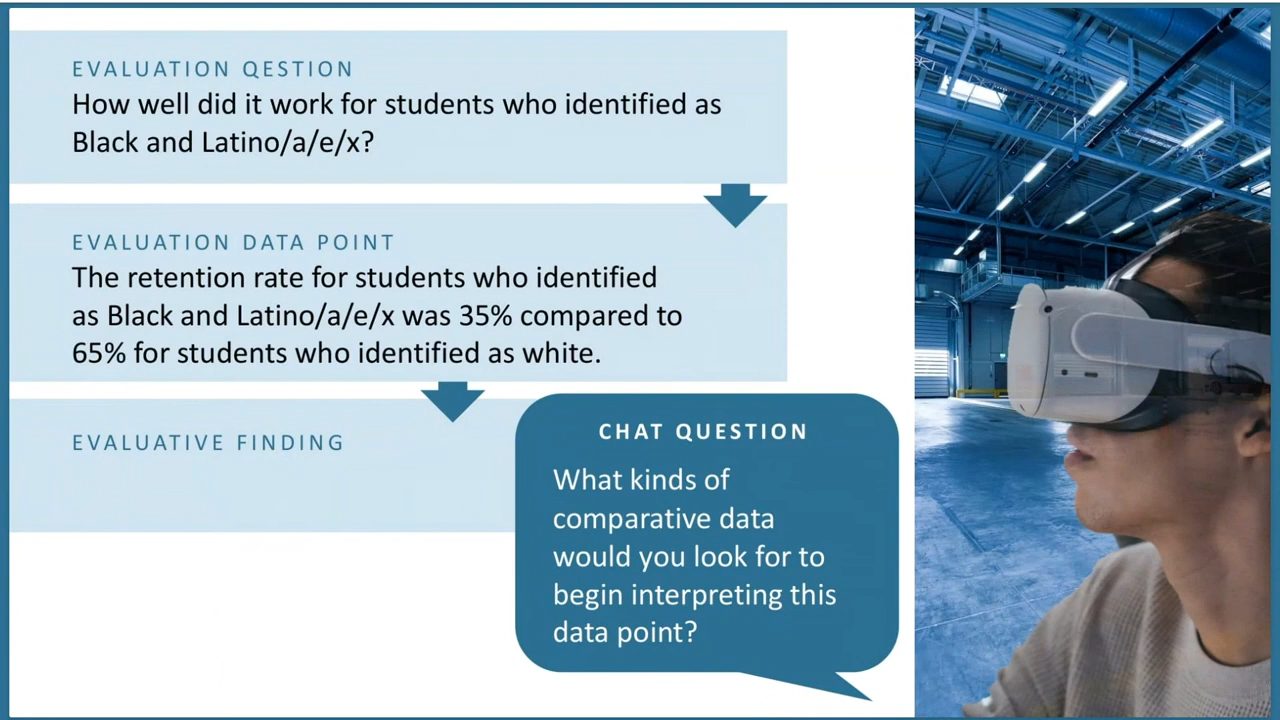 EVALUATION QESTION
How well did it work for students who identified as
Black and Latino/a/e/x?
EVALUATION DATA POINT
The retention rate for students who identified
as Black and Latino/a/e/x was 35% compared to
65% for students who identified as white.
EVALUATIVE FINDING
CHAT QUESTION
What kinds of
comparative data
would you look for to
begin interpreting this
data point?